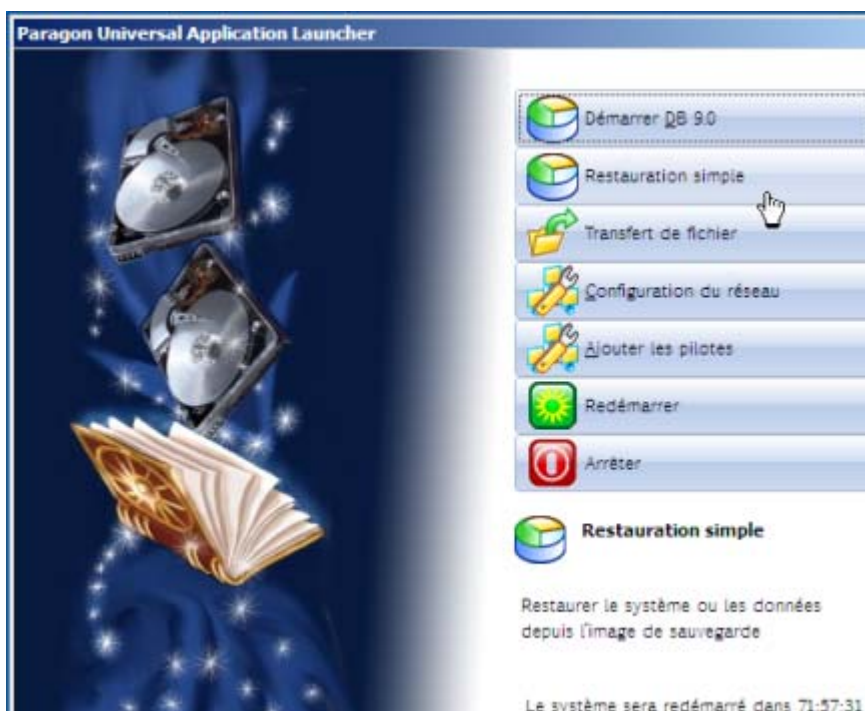 Paragon Universal Application Launcher
Démarrer DB 9.0
Restauration simple
Transfert de fichier
Configuration du réseau
Ajouter les pilotes
Redémarrer
Arrêter
Restauration simple
Restaurer le système ou les données
depuis l'image de sauvegarde
Le système sera redémarré dans 71:57:31